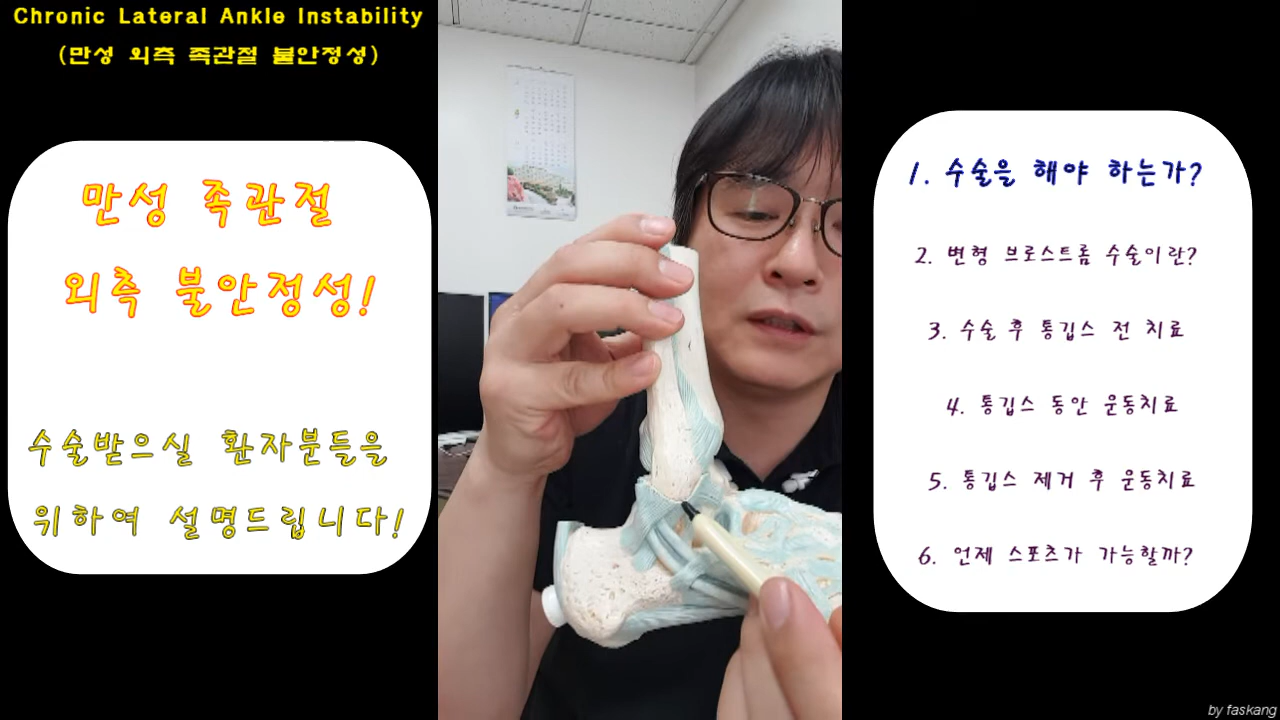 Chronic Lateral Ankle Instability
(만성 외측 족관절 불안정성)
만성 족관절
외측 불안정성!
수술받으실 환자분들을
위하여 설명드립니다!
1. 수술을 해야 하는가?
2. 변형 브로스트롬 수술이란?
3. 수술 후 통깁스 전 치료
4. 통깁스 동안 운동치료
5. 통깁스 제거 후 운동치료
6. 언제 스포츠가 가능할까?
by faskang